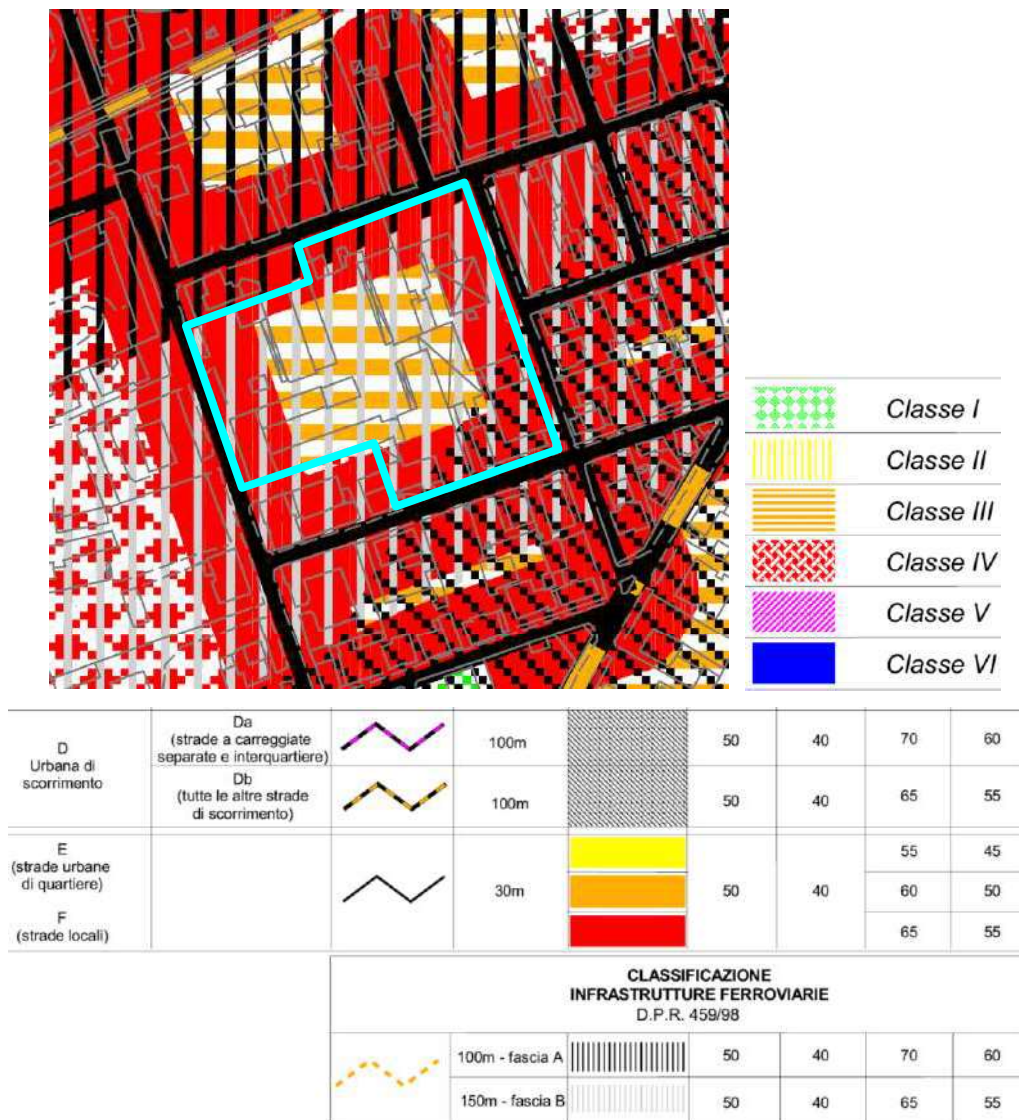 Classe I
Classe II
Classe III
Classe IV
Classe V
Classe VI
D
Urbana di
scorrimento
Da
(strade a carreggiate
separate e interquartiere)
100m
50
40
70
60
Db
(tutte le altre strade
di scorrimento)
100m
50
40
65
55
E
(strade urbane
di quartiere)
F
(strade locali)
30m
50
40
55
45
60
50
65
55
CLASSIFICAZIONE
INFRASTRUTTURE FERROVIARIE
D.P.R. 459/98
100m - fascia A
50
40
70
60
150m - fascia B
50
40
65
55